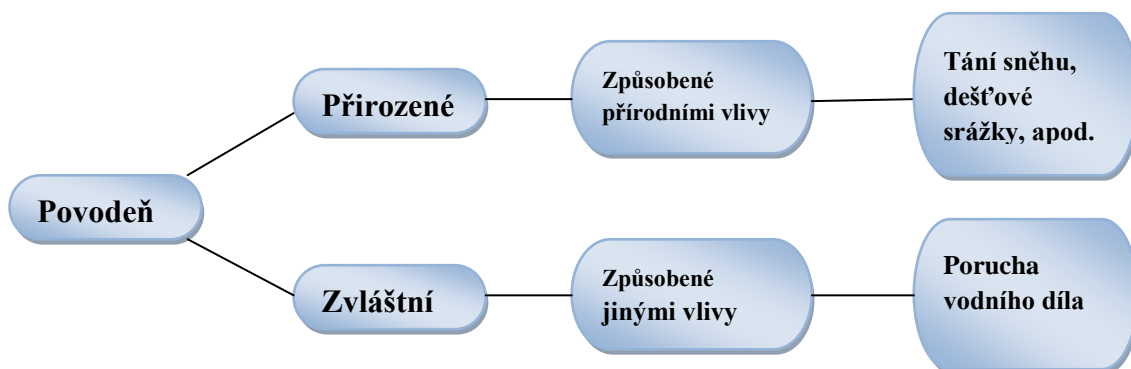 Povodeň
Přirozené
Způsobené
přírodními vlivy
Tání sněhu,
dešťové
srážky, apod.
Zvláštní
Způsobené
jinými vlivy
Porucha
vodního díla